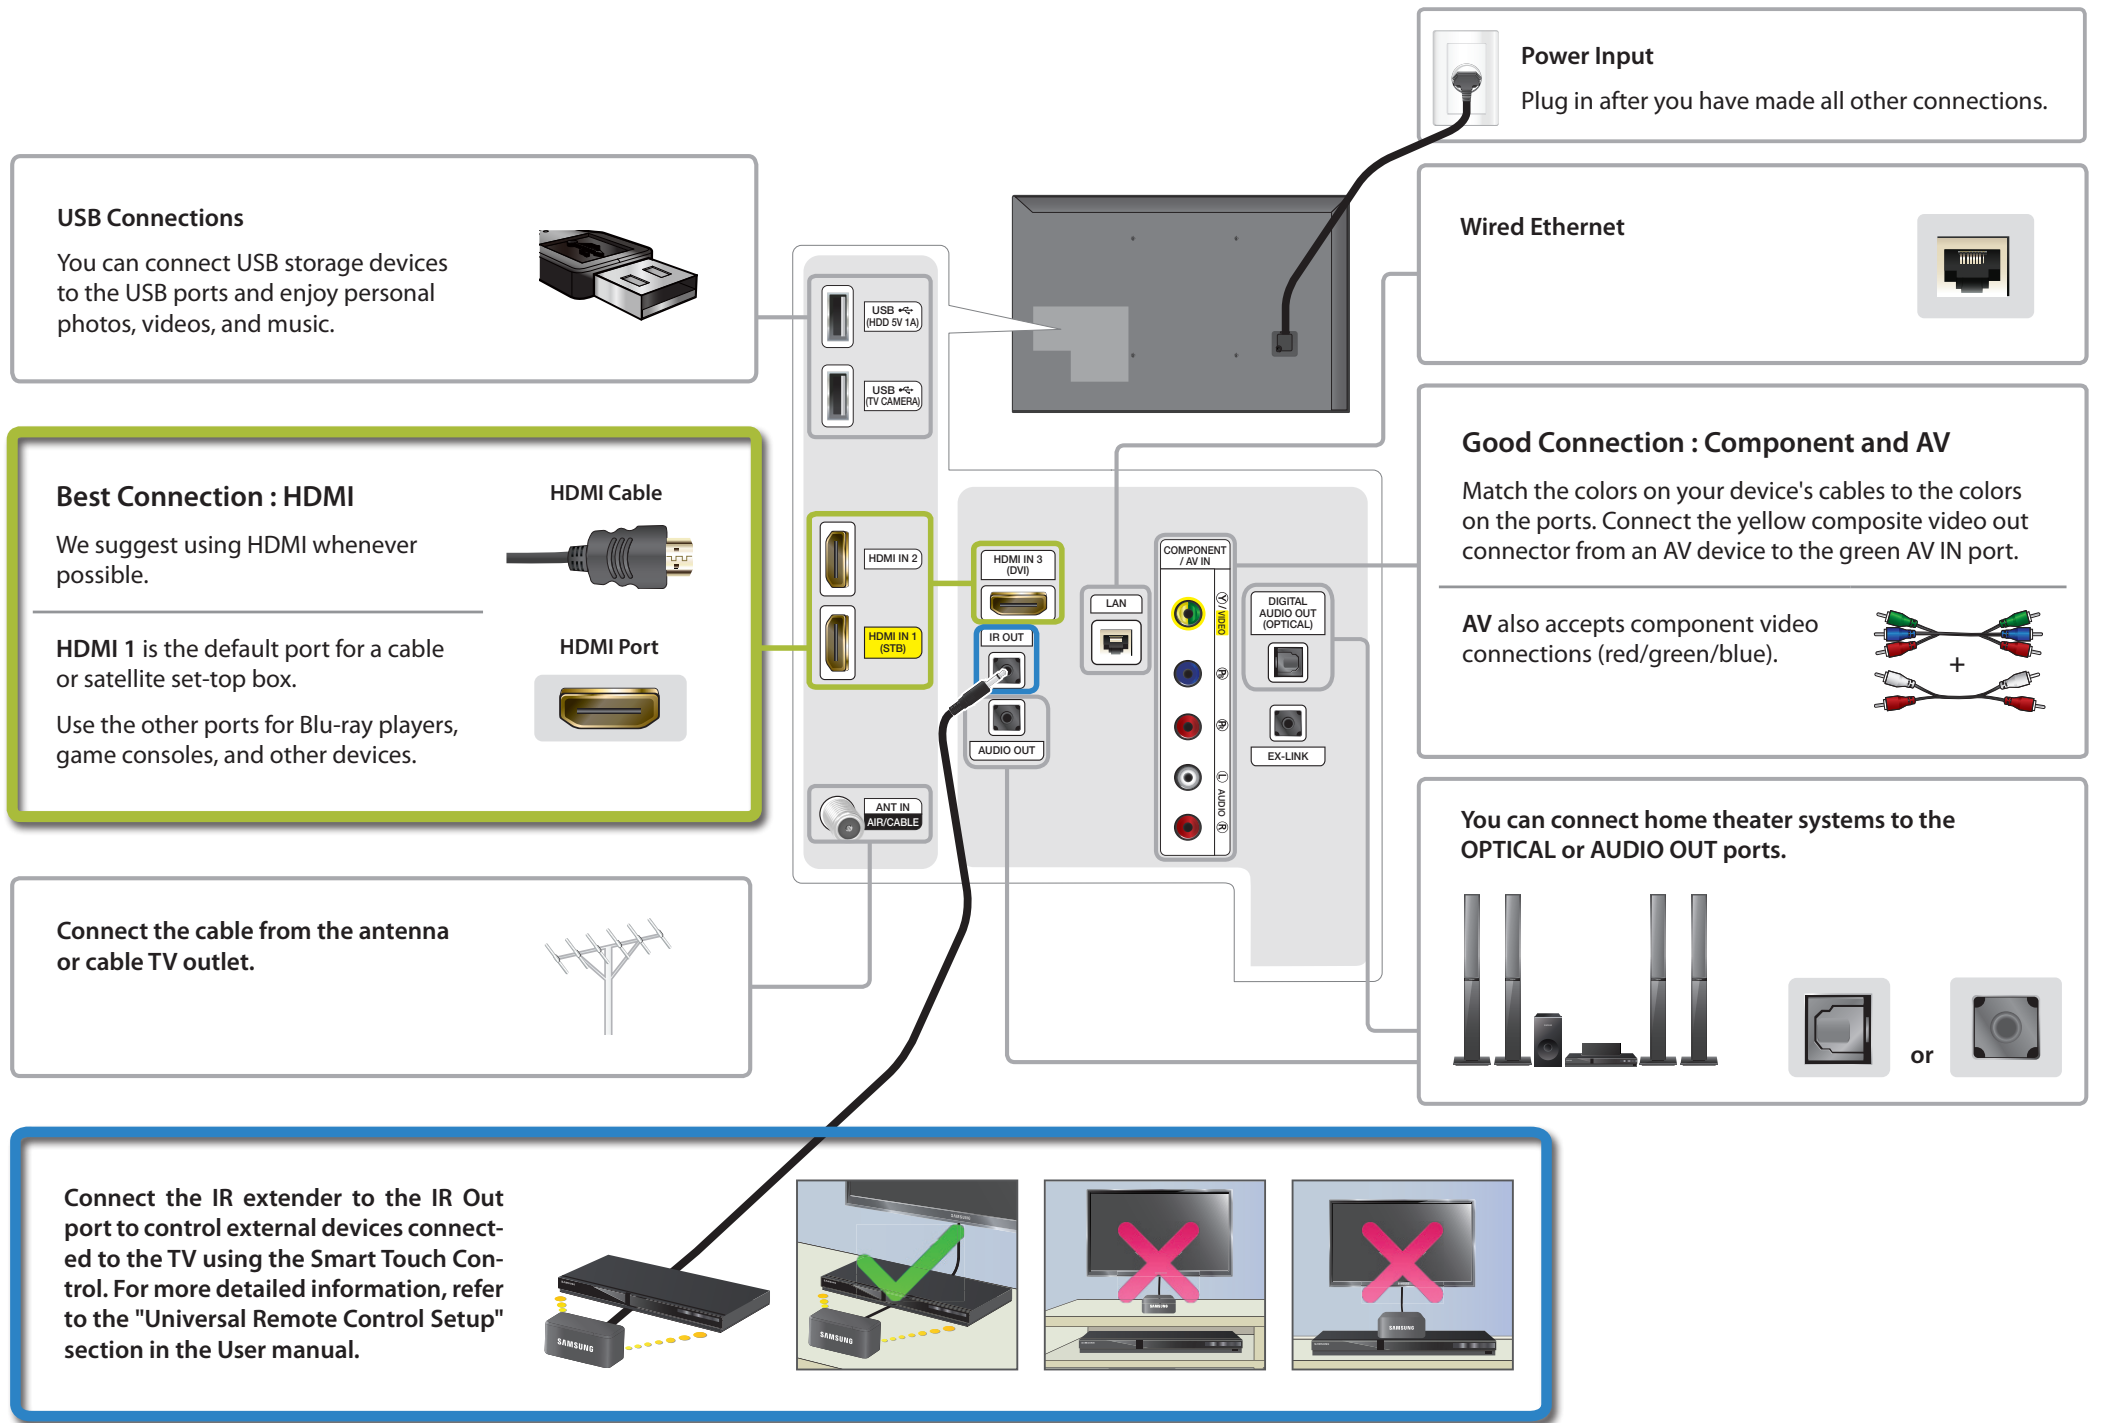 Power Input
Plug in after you have made all other connections.
USB Connections
You can connect USB storage devices
to the USB ports and enjoy personal
photos, videos, and music.
Wired Ethernet
USB
(HDD 5V 1A)
USB
(TV CAMERA)
Best Connection : HDMI
We suggest using HDMI whenever
possible.
HDMI Cable
HDMI 1 is the default port for a cable
or satellite set-top box.
Use the other ports for Blu-ray players,
game consoles, and other devices.
HDMI Port
HDMI IN 2
HDMI IN 1
(STB)
HDMI IN 3
(DVI)
IR OUT
AUDIO OUT
LAN
COMPONENT
/ AV IN
Y / VIDEO
PB
PR
L AUDIO R
DIGITAL
AUDIO OUT
(OPTICAL)
EX-LINK
ANT IN
AIR/CABLE
Good Connection : Component and AV
Match the colors on your device's cables to the colors
on the ports. Connect the yellow composite video out
connector from an AV device to the green AV IN port.
AV also accepts component video
connections (red/green/blue).
+
You can connect home theater systems to the
OPTICAL or AUDIO OUT ports.
or
Connect the cable from the antenna
or cable TV outlet.
Connect the IR extender to the IR Out
port to control external devices connect-
ed to the TV using the Smart Touch Con-
trol. For more detailed information, refer
to the "Universal Remote Control Setup"
section in the User manual.
SAMSUNG
SAMSUNG
SAMSUNG
SAMSUNG
SAMSUNG